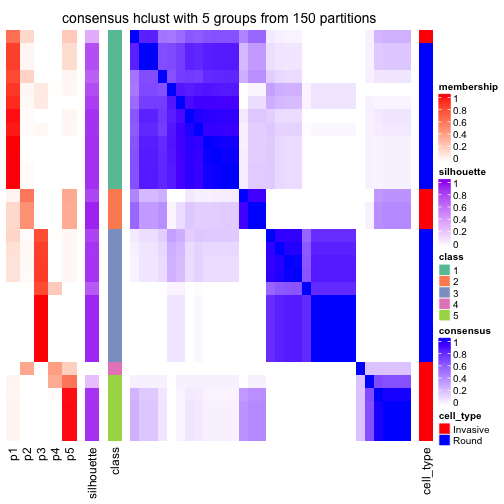 consensus hclust with 5 groups from 150 partitions
membership
1
0.8
0.6
0.4
0.2
0
silhouette
1
0.8
0.6
0.4
0.2
0
class
1
2
3
4
5
consensus
1
0.8
0.6
0.4
0.2
0
cell_type
Invasive
Round
p1
p2
p3
p4
p5
silhouette
class
cell_type